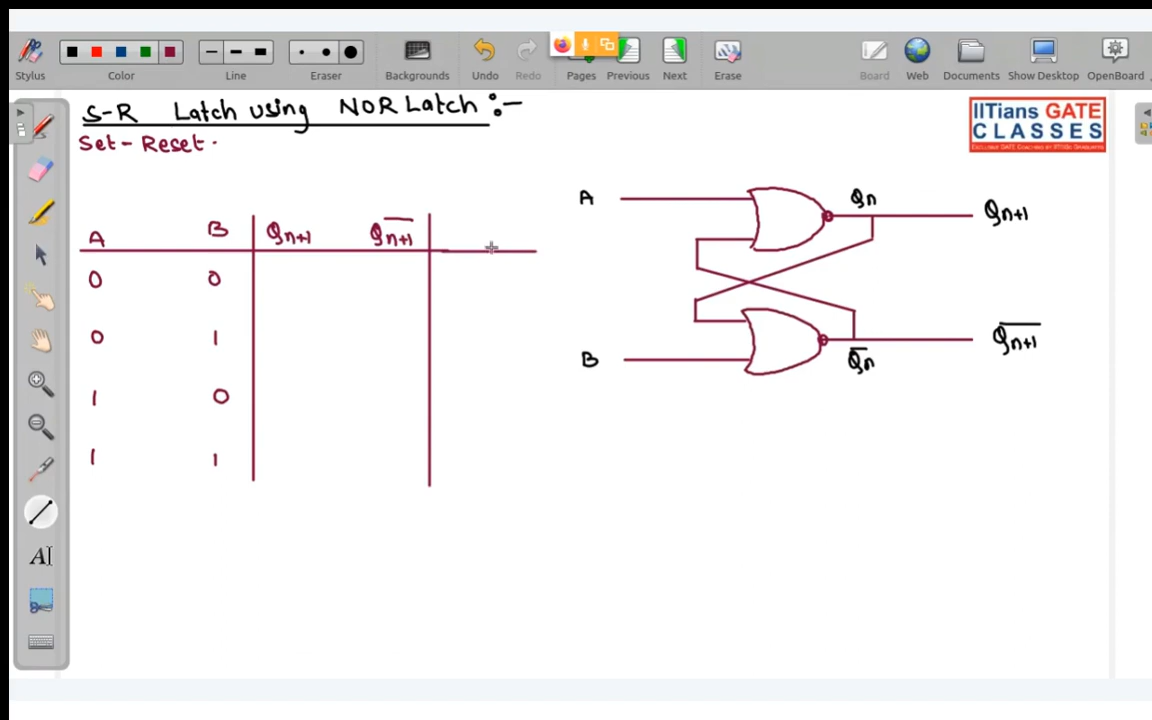 Stylus Color Line Eraser Backgrounds Undo Redo Pages Previous Next Erase Board Web Documents Show Desktop OpenBoard
S-R Latch using NOR Latch :-
Set - Reset.
IITians GATE
CLASSES
A B Qn+1 Q̅n+1
0 0
0 1
1 0
1 1
A Qn Qn+1
B Q̅n Q̅n+1
AI